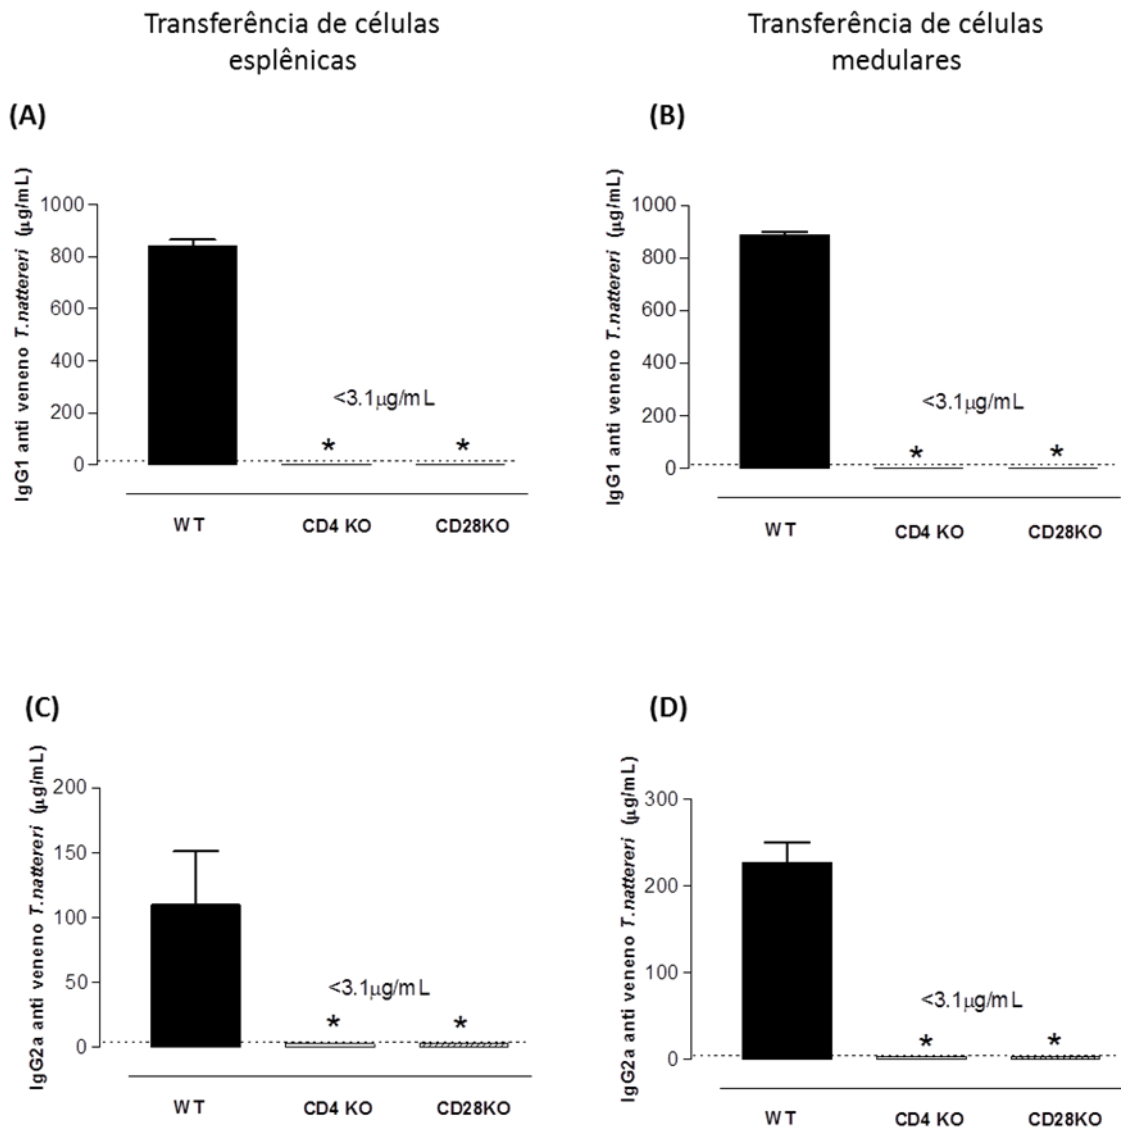 Transferência de células
esplênicas
Transferência de células
medulares
(A)
IgG1 anti veneno T.nattereri (μg/mL)
1000
800
600
400
200
0
<3.1μg/mL
*
*
WT
CD4 KO
CD28KO
(B)
IgG1 anti veneno T.nattereri (μg/mL)
1000
800
600
400
200
0
<3.1μg/mL
*
*
WT
CD4 KO
CD28KO
(C)
IgG2a anti veneno T.nattereri (μg/mL)
200
150
100
50
0
<3.1μg/mL
*
*
WT
CD4 KO
CD28KO
(D)
IgG2a anti veneno T.nattereri (μg/mL)
300
200
100
0
<3.1μg/mL
*
*
WT
CD4 KO
CD28KO